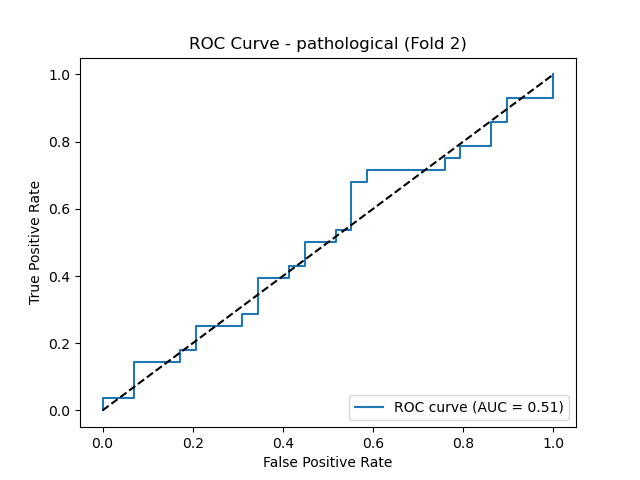 ROC Curve - pathological (Fold 2)
True Positive Rate
1.0
0.8
0.6
0.4
0.2
0.0
ROC curve (AUC = 0.51)
0.0 0.2 0.4 0.6 0.8 1.0
False Positive Rate